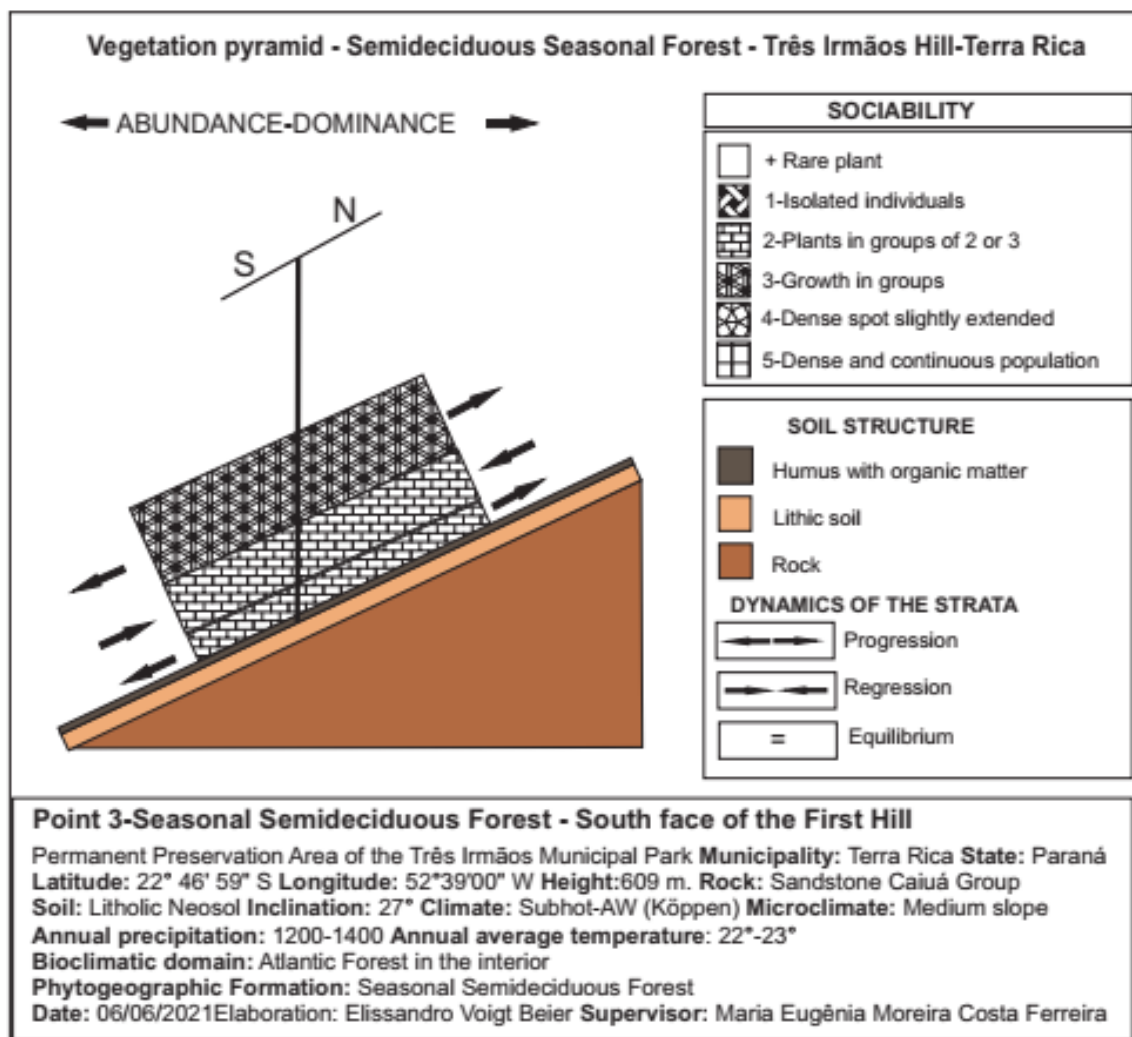 Vegetation pyramid - Semideciduous Seasonal Forest - Três Irmãos Hill-Terra Rica
ABUNDANCE-DOMINANCE
N
S
SOCIABILITY
+ Rare plant
1-Isolated individuals
2-Plants in groups of 2 or 3
3-Growth in groups
4-Dense spot slightly extended
5-Dense and continuous population
SOIL STRUCTURE
Humus with organic matter
Lithic soil
Rock
DYNAMICS OF THE STRATA
Progression
Regression
= Equilibrium
Point 3-Seasonal Semideciduous Forest - South face of the First Hill
Permanent Preservation Area of the Três Irmãos Municipal Park Municipality: Terra Rica State: Paraná
Latitude: 22° 46' 59" S Longitude: 52°39'00" W Height:609 m. Rock: Sandstone Caiuá Group
Soil: Litholic Neosol Inclination: 27° Climate: Subhot-AW (Köppen) Microclimate: Medium slope
Annual precipitation: 1200-1400 Annual average temperature: 22°-23°
Bioclimatic domain: Atlantic Forest in the interior
Phytogeographic Formation: Seasonal Semideciduous Forest
Date: 06/06/2021Elaboration: Elissandro Voigt Beier Supervisor: Maria Eugênia Moreira Costa Ferreira